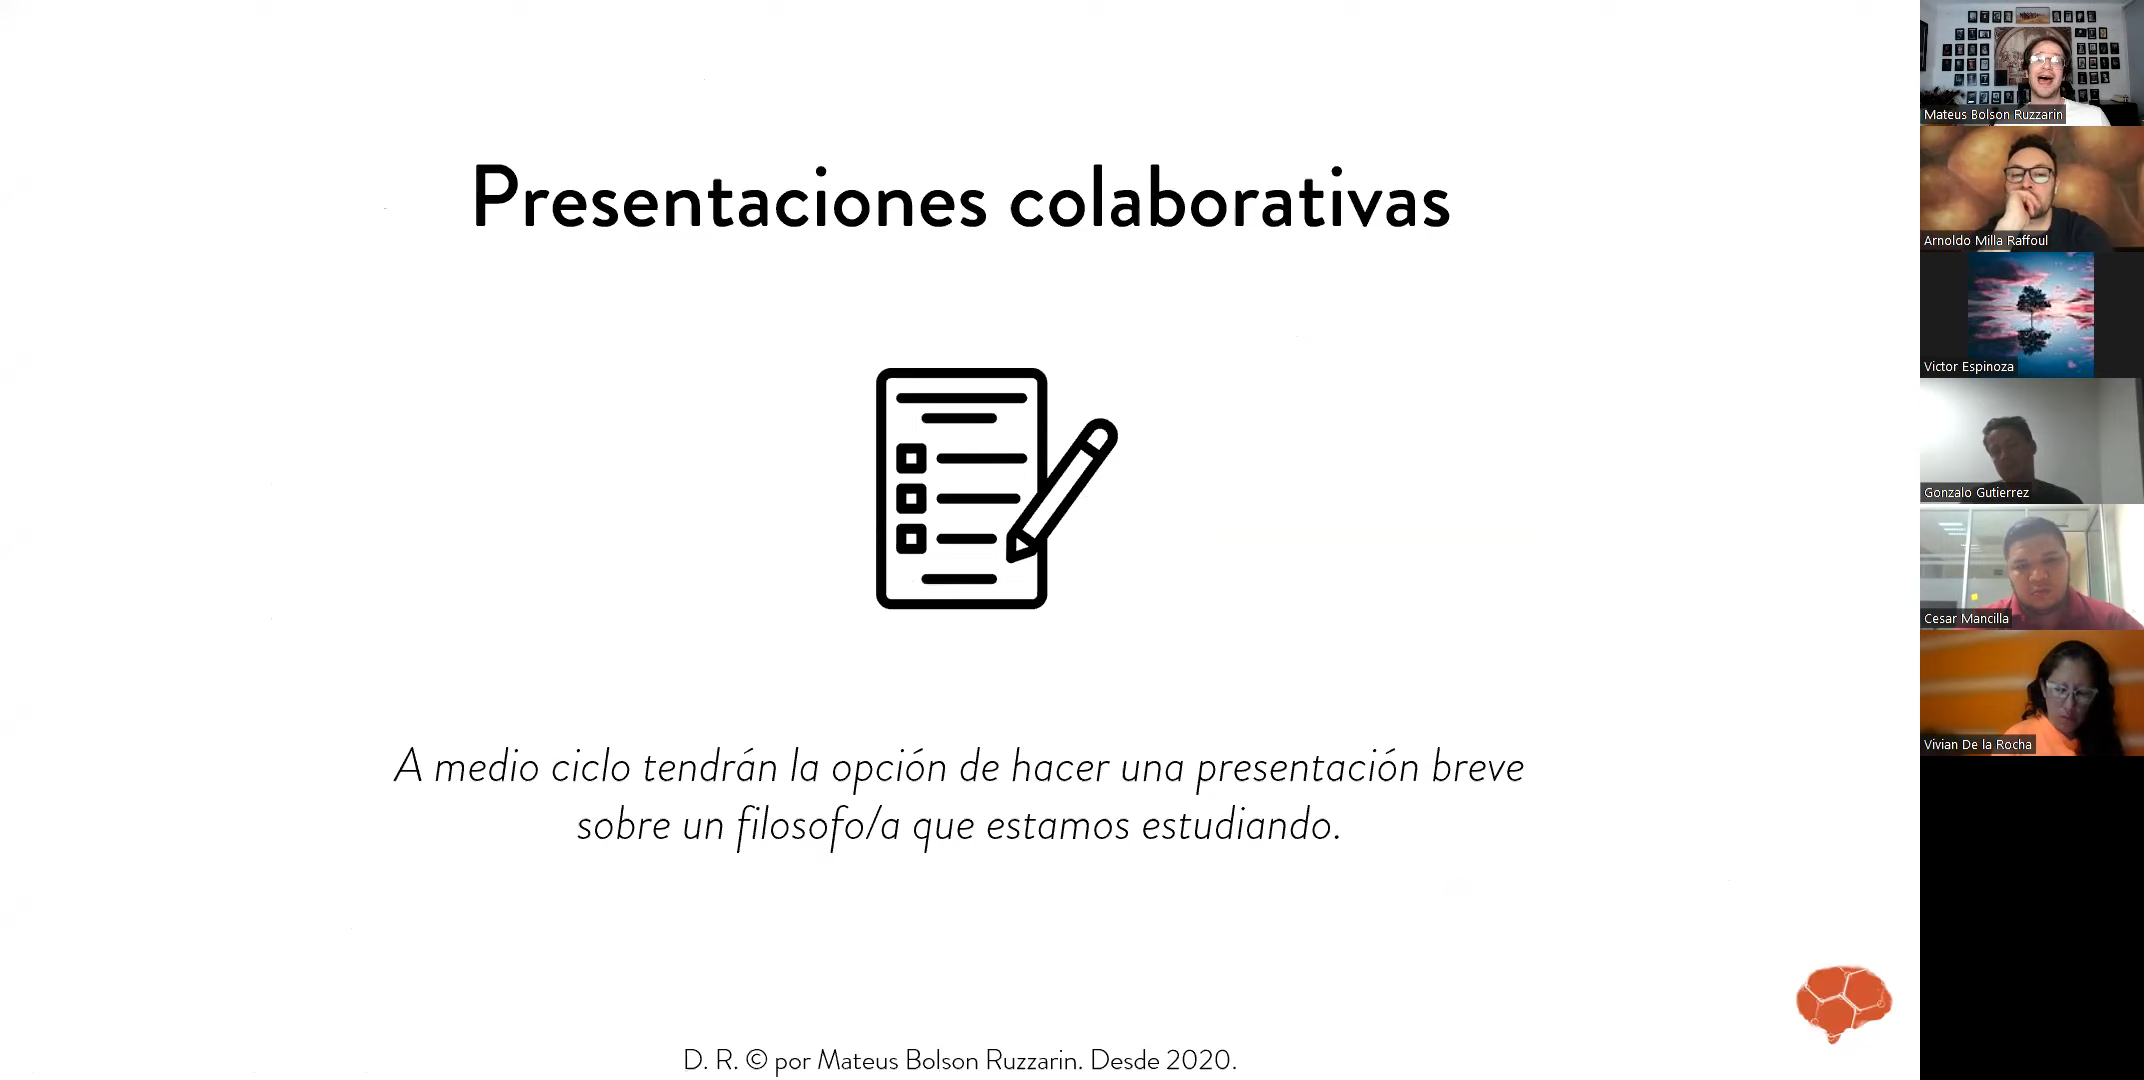 Presentaciones colaborativas
A medio ciclo tendrán la opción de hacer una presentación breve
sobre un filosofo/a que estamos estudiando.
D. R. © por Mateus Bolson Ruzzarin. Desde 2020.
Mateus Bolson Ruzzarin
Arnoldo Milla Raffoul
Victor Espinoza
Gonzalo Gutierrez
Cesar Mancilla
Vivian De la Rocha